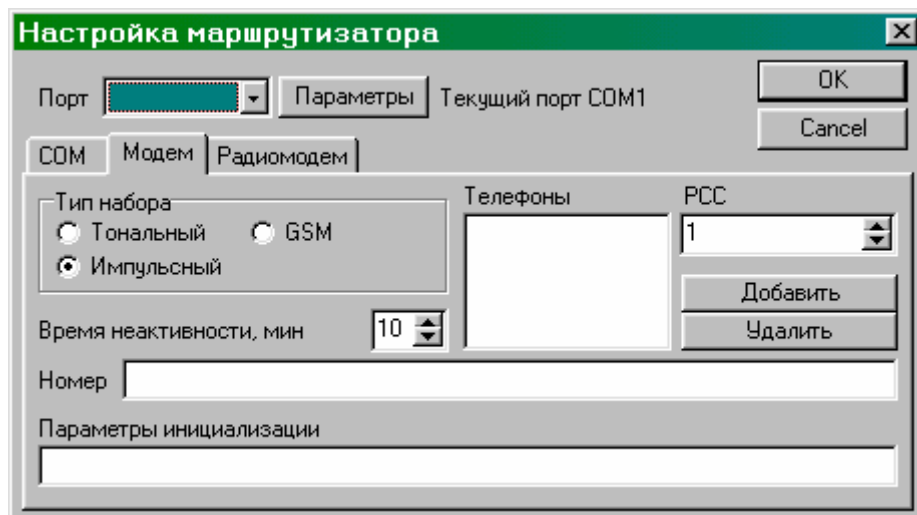 Настройка маршрутизатора
Порт Параметры Текущий порт COM1
OK
Cancel
COM Модем Радиомодем
Тип набора
Тональный GSM
Импульсный
Время неактивности, мин 10
Телефоны
РСС
1
Добавить
Удалить
Номер
Параметры инициализации